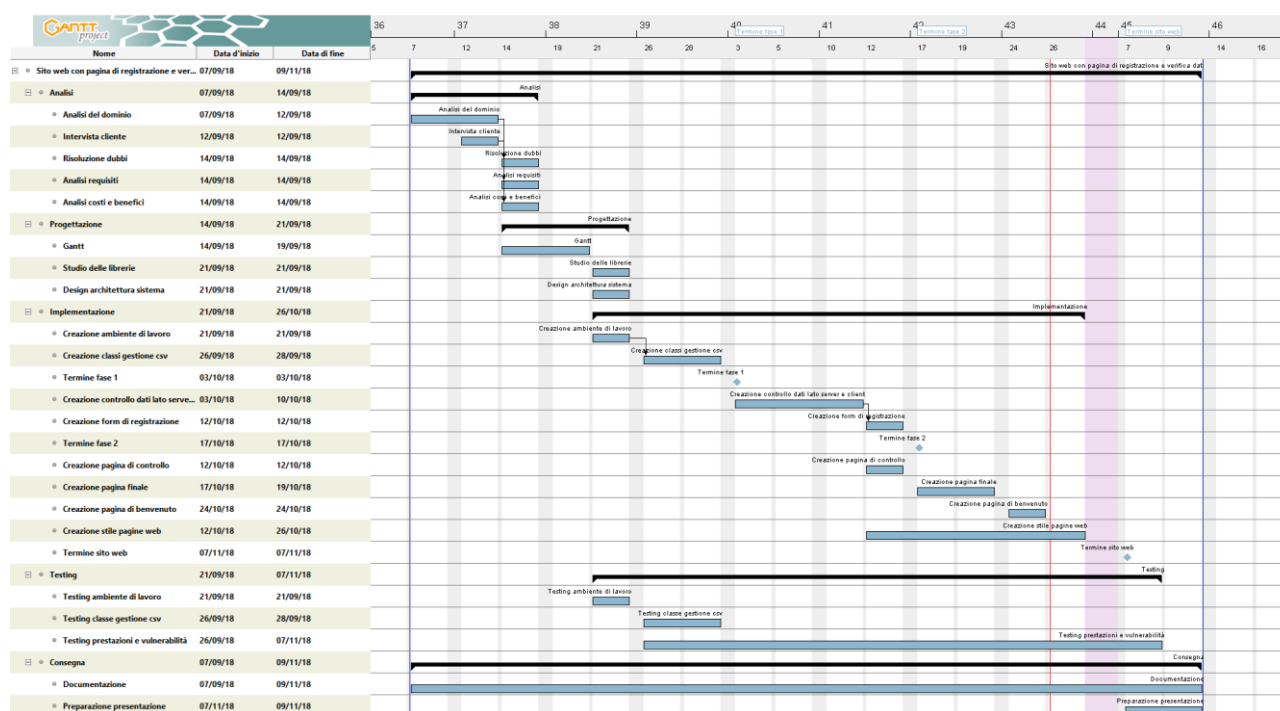 GANTT
project
36 37 38 39 40 41 42 43 44 45 46
Termine fase 1 Termine fase 2 Termine sito web
Nome Data d'inizio Data di fine
5 7 12 14 19 21 26 28 3 5 10 12 17 19 24 26 7 9 14 16
Sito web con pagina di registrazione e ver... 07/09/18 09/11/18 Sito web con pagina di registrazione e verifica dat
Analisi 07/09/18 14/09/18 Analisi
Analisi del dominio 07/09/18 12/09/18 Analisi del dominio
Intervista cliente 12/09/18 12/09/18 Intervista cliente
Risoluzione dubbi 14/09/18 14/09/18 Risoluzione dubbi
Analisi requisiti 14/09/18 14/09/18 Analisi requisiti
Analisi costi e benefici 14/09/18 14/09/18 Analisi costi e benefici
Progettazione 14/09/18 21/09/18 Progettazione
Gantt 14/09/18 19/09/18 Gantt
Studio delle librerie 21/09/18 21/09/18 Studio delle librerie
Design architettura sistema 21/09/18 21/09/18 Design architettura sistema
Implementazione 21/09/18 26/10/18 Implementazione
Creazione ambiente di lavoro 21/09/18 21/09/18 Creazione ambiente di lavoro
Creazione classi gestione csv 26/09/18 28/09/18 Creazione classi gestione csv
Termine fase 1 03/10/18 03/10/18 Termine fase 1
Creazione controllo dati lato serve... 03/10/18 10/10/18 Creazione controllo dati lato server e client
Creazione form di registrazione 12/10/18 12/10/18 Creazione form di registrazione
Termine fase 2 17/10/18 17/10/18 Termine fase 2
Creazione pagina di controllo 12/10/18 12/10/18 Creazione pagina di controllo
Creazione pagina finale 17/10/18 19/10/18 Creazione pagina finale
Creazione pagina di benvenuto 24/10/18 24/10/18 Creazione pagina di benvenuto
Creazione stile pagine web 12/10/18 26/10/18 Creazione stile pagine web
Termine sito web 07/11/18 07/11/18 Termine sito web
Testing 21/09/18 07/11/18 Testing
Testing ambiente di lavoro 21/09/18 21/09/18 Testing ambiente di lavoro
Testing classe gestione csv 26/09/18 28/09/18 Testing classe gestione csv
Testing prestazioni e vulnerabilità 26/09/18 07/11/18 Testing prestazioni e vulnerabilità
Consegna 07/09/18 09/11/18 Consegna
Documentazione 07/09/18 09/11/18 Documentazione
Preparazione presentazione 07/11/18 09/11/18 Preparazione presentazione